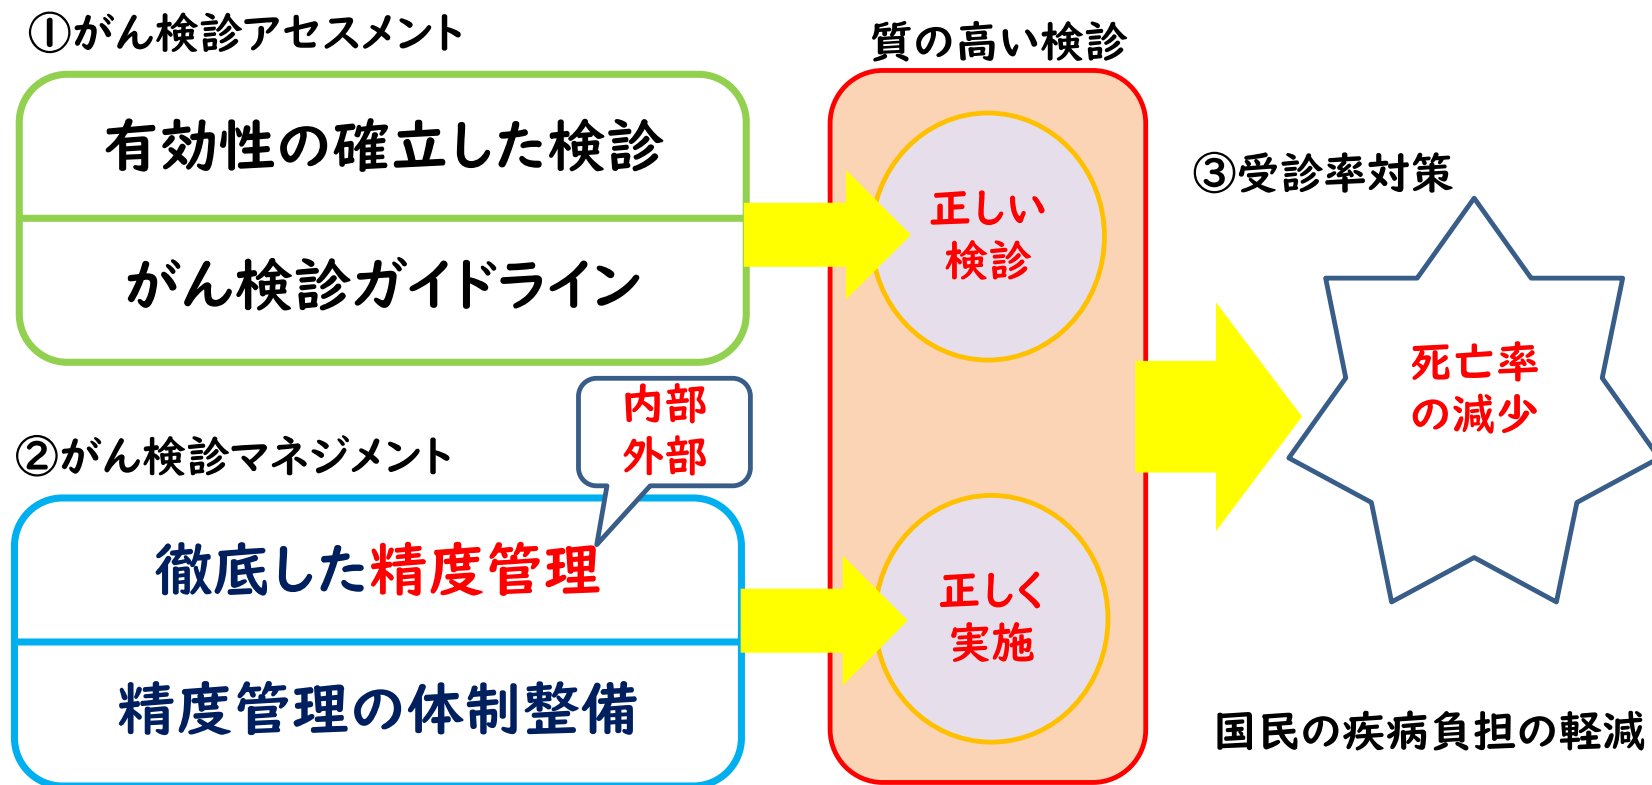 ①がん検診アセスメント
有効性の確立した検診
がん検診ガイドライン
②がん検診マネジメント
内部
外部
徹底した精度管理
精度管理の体制整備
質の高い検診
正しい
検診
正しく
実施
③受診率対策
死亡率
の減少
国民の疾病負担の軽減